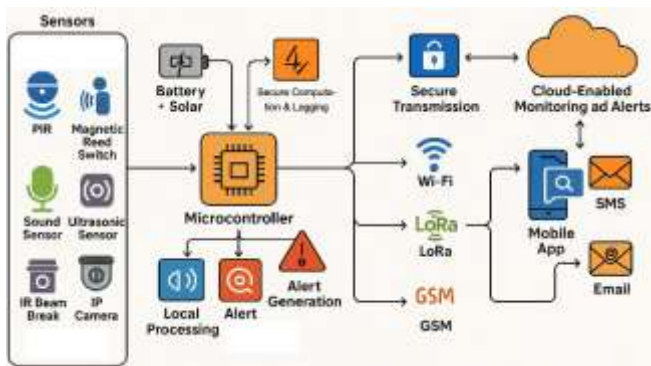 Sensors
PIR
Magnetic
Reed
Switch
Sound
Sensor
Ultrasonic
Sensor
IR Beam
Break
IP
Camera
Battery
+ Solar
4
Secure Computa-
tion & Logging
Microcontroller
Local
Processing
Alert
Alert
Generation
Secure
Transmission
Wi-Fi
LoRa
LoRa
GSM
GSM
Cloud-Enabled
Monitoring ad Alerts
Mobile
App
SMS
Email